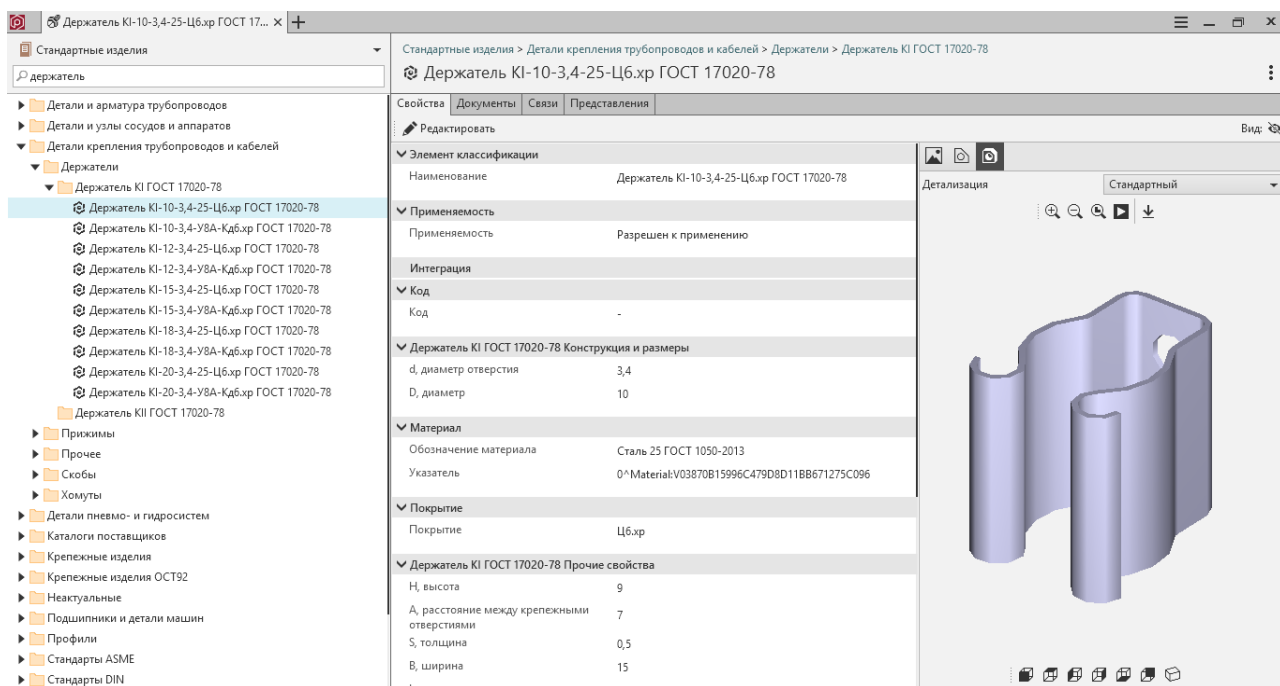 Держатель KI-10-3,4-25-Ц6.хр ГОСТ 17...
Стандартные изделия
держатель
Детали и арматура трубопроводов
Детали и узлы сосудов и аппаратов
Детали крепления трубопроводов и кабелей
Держатели
Держатель KI ГОСТ 17020-78
Держатель KI-10-3,4-25-Ц6.хр ГОСТ 17020-78
Держатель KI-10-3,4-У8А-Кд6.хр ГОСТ 17020-78
Держатель KI-12-3,4-25-Ц6.хр ГОСТ 17020-78
Держатель KI-12-3,4-У8А-Кд6.хр ГОСТ 17020-78
Держатель KI-15-3,4-25-Ц6.хр ГОСТ 17020-78
Держатель KI-15-3,4-У8А-Кд6.хр ГОСТ 17020-78
Держатель KI-18-3,4-25-Ц6.хр ГОСТ 17020-78
Держатель KI-18-3,4-У8А-Кд6.хр ГОСТ 17020-78
Держатель KI-20-3,4-25-Ц6.хр ГОСТ 17020-78
Держатель KI-20-3,4-У8А-Кд6.хр ГОСТ 17020-78
Держатель KII ГОСТ 17020-78
Прижимы
Прочее
Скобы
Хомуты
Детали пневмо- и гидросистем
Каталоги поставщиков
Крепежные изделия
Крепежные изделия ОСТ92
Неактуальные
Подшипники и детали машин
Профили
Стандарты ASME
Стандарты DIN
Стандартные изделия > Детали крепления трубопроводов и кабелей > Держатели > Держатель KI ГОСТ 17020-78
Держатель KI-10-3,4-25-Ц6.хр ГОСТ 17020-78
Свойства Документы Связи Представления
Редактировать
Вид:
Элемент классификации
Наименование Держатель KI-10-3,4-25-Ц6.хр ГОСТ 17020-78
Применяемость
Применяемость Разрешен к применению
Интеграция
Код
Код -
Держатель KI ГОСТ 17020-78 Конструкция и размеры
d, диаметр отверстия 3,4
D, диаметр 10
Материал
Обозначение материала Сталь 25 ГОСТ 1050-2013
Указатель 0^Material:V03870B15996C479D8D11BB671275C096
Покрытие
Покрытие Ц6.хр
Держатель KI ГОСТ 17020-78 Прочие свойства
H, высота 9
A, расстояние между крепежными
отверстиями 7
S, толщина 0,5
B, ширина 15
Детализация Стандартный